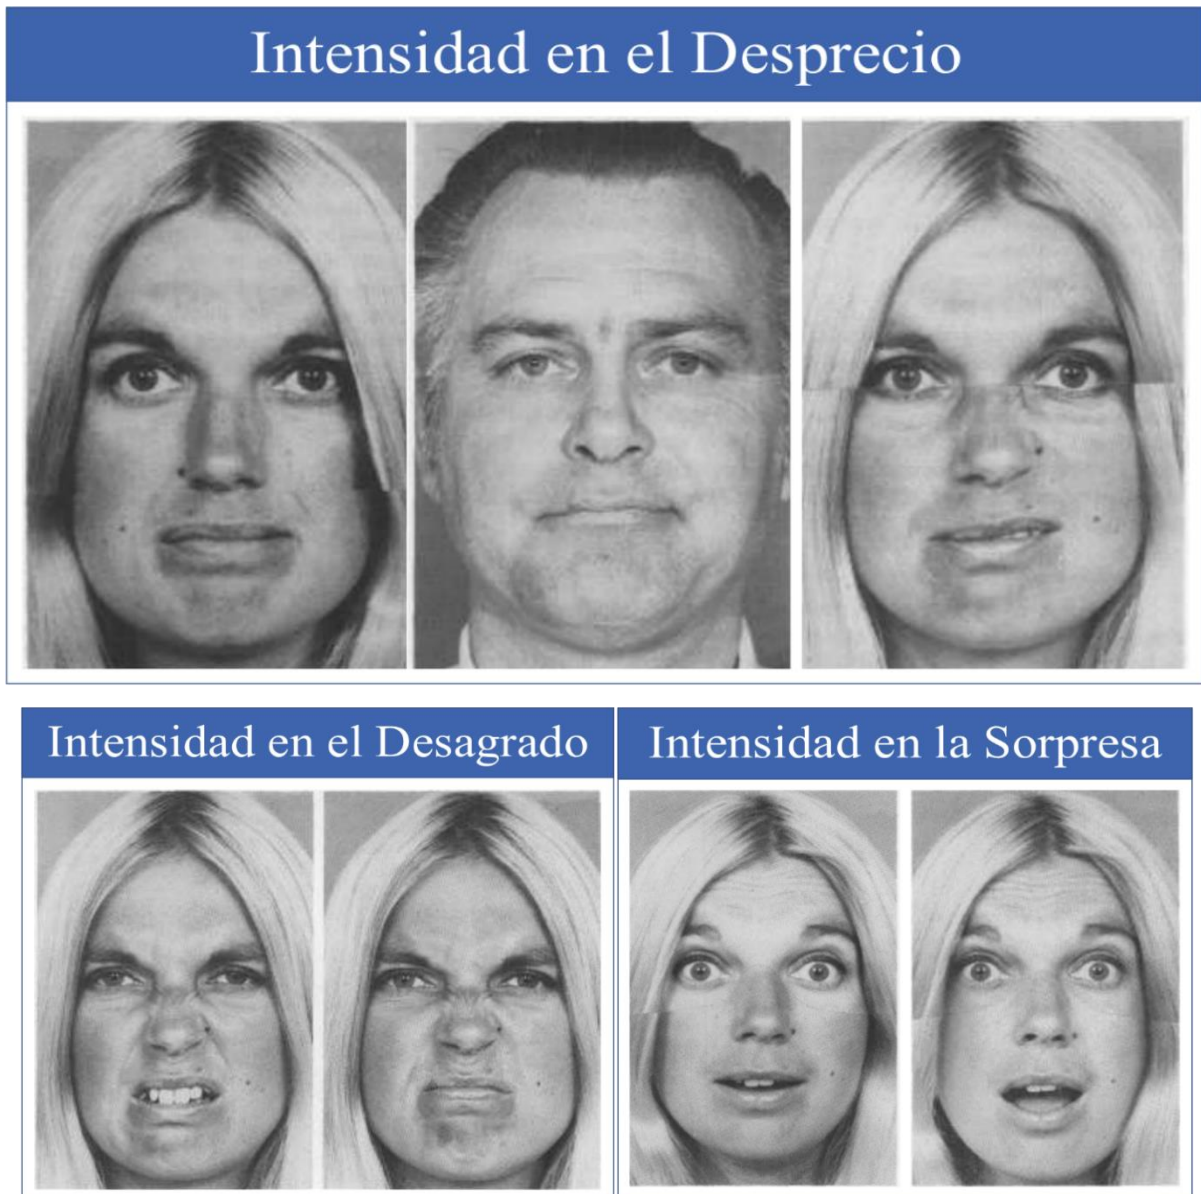 Intensidad en el Desprecio
Intensidad en el Desagrado
Intensidad en la Sorpresa